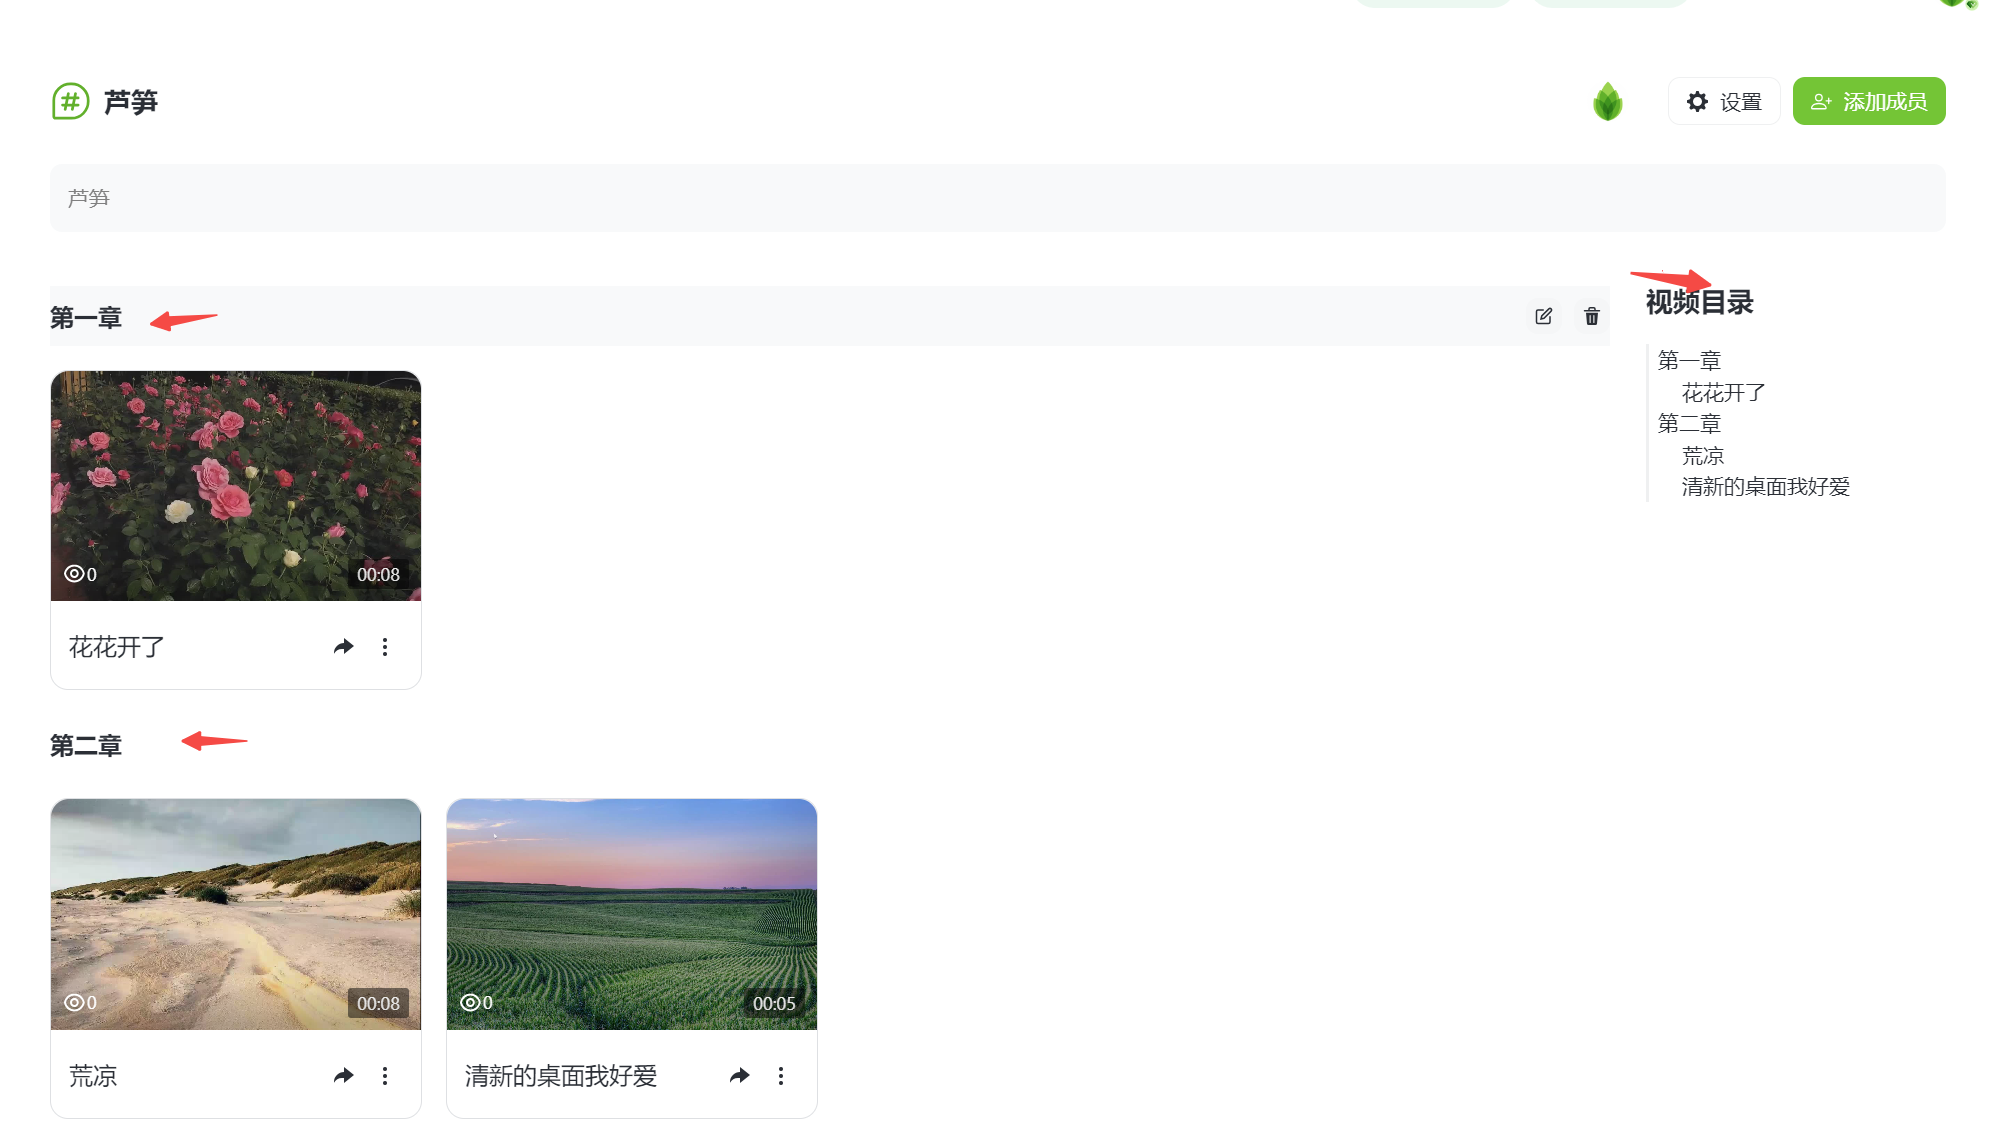 芦笋
设置
添加成员
芦笋
第一章
0
00:08
花花开了
第二章
0
00:08
荒凉
0
00:05
清新的桌面我好爱
视频目录
第一章
花花开了
第二章
荒凉
清新的桌面我好爱